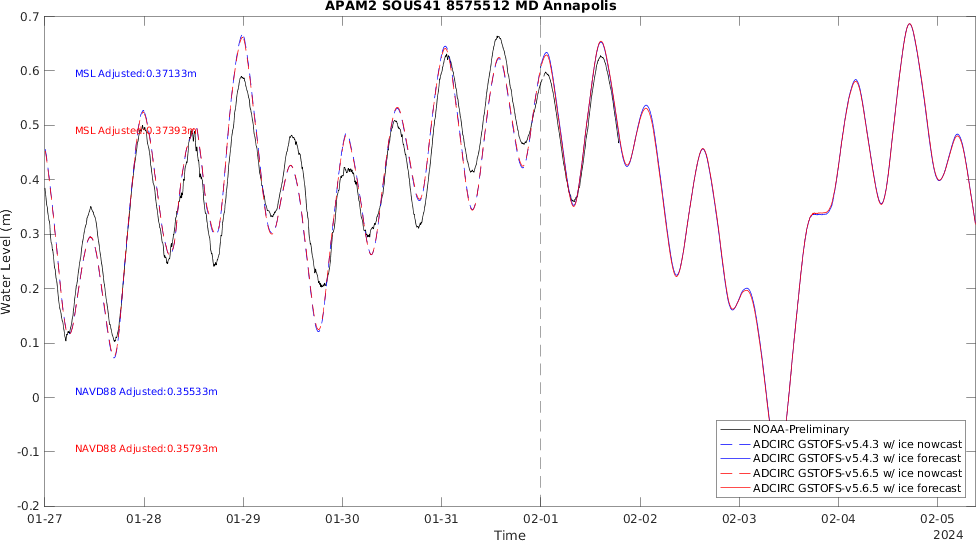 APAM2 SOUS41 8575512 MD Annapolis
0.7
0.6
0.5
0.4
0.3
0.2
0.1
0
-0.1
-0.2
Water Level (m)
MSL Adjusted:0.37133m
MSL Adjusted:0.37393m
NAVD88 Adjusted:0.35533m
NAVD88 Adjusted:0.35793m
NOAA-Preliminary
ADCIRC GSTOFS-v5.4.3 w/ ice nowcast
ADCIRC GSTOFS-v5.4.3 w/ ice forecast
ADCIRC GSTOFS-v5.6.5 w/ ice nowcast
ADCIRC GSTOFS-v5.6.5 w/ ice forecast
01-27 01-28 01-29 01-30 01-31 02-01 02-02 02-03 02-04 02-05
Time
2024